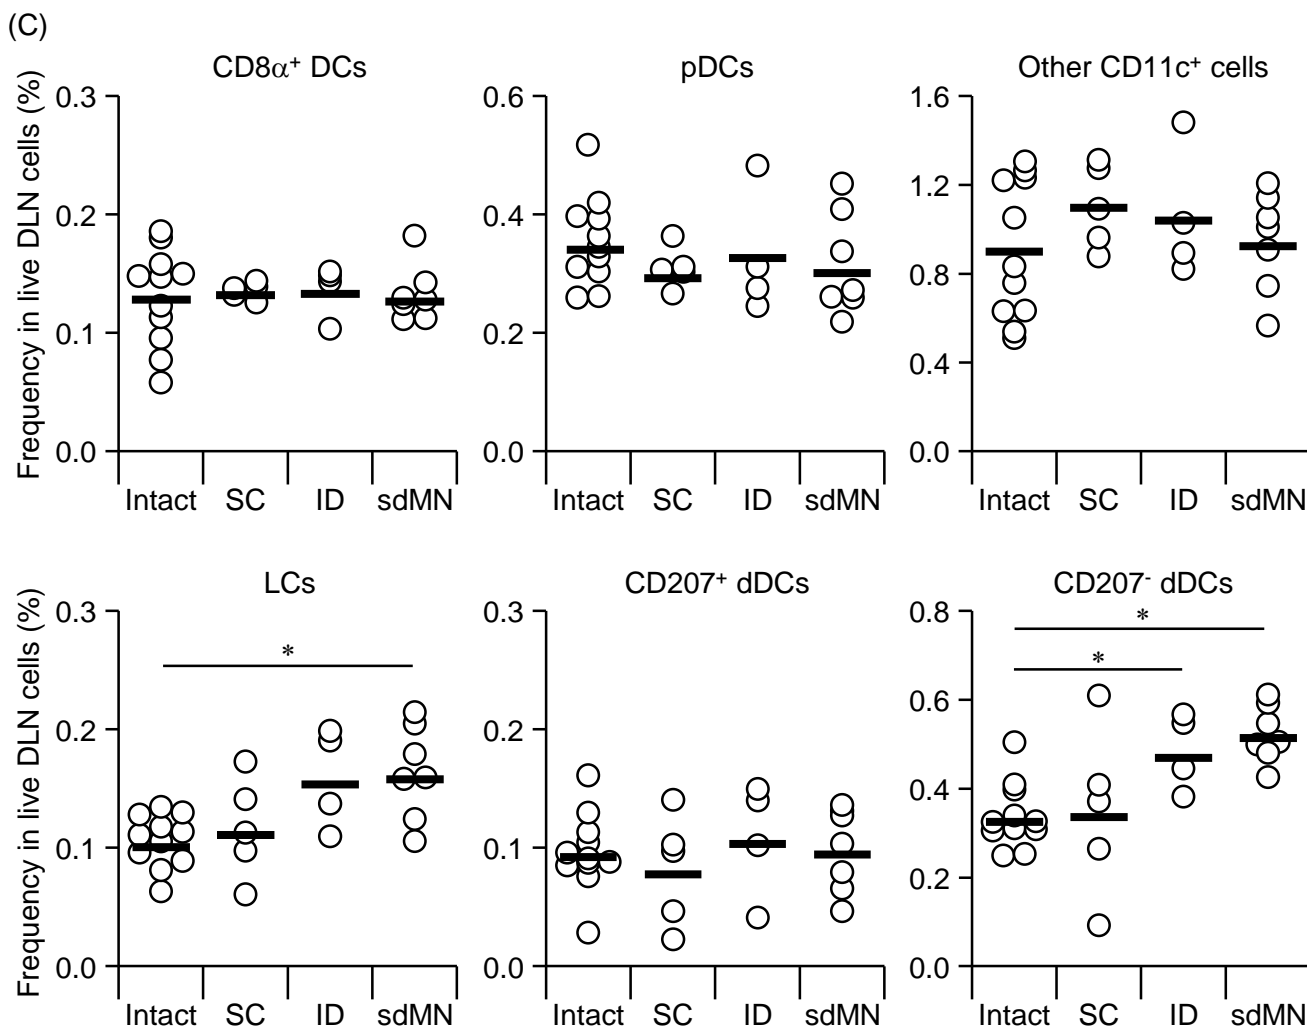 (C)
CD8α⁺ DCs
pDCs
Other CD11c⁺ cells
Frequency in live DLN cells (%)
0.3
0.2
0.1
0.0
Intact SC ID sdMN
0.6
0.4
0.2
0.0
Intact SC ID sdMN
1.6
1.2
0.8
0.4
0.0
Intact SC ID sdMN
LCs
CD207⁺ dDCs
CD207⁻ dDCs
Frequency in live DLN cells (%)
0.3
0.2
0.1
0.0
*
Intact SC ID sdMN
0.3
0.2
0.1
0.0
Intact SC ID sdMN
0.8
0.6
0.4
0.2
0.0
*
*
Intact SC ID sdMN